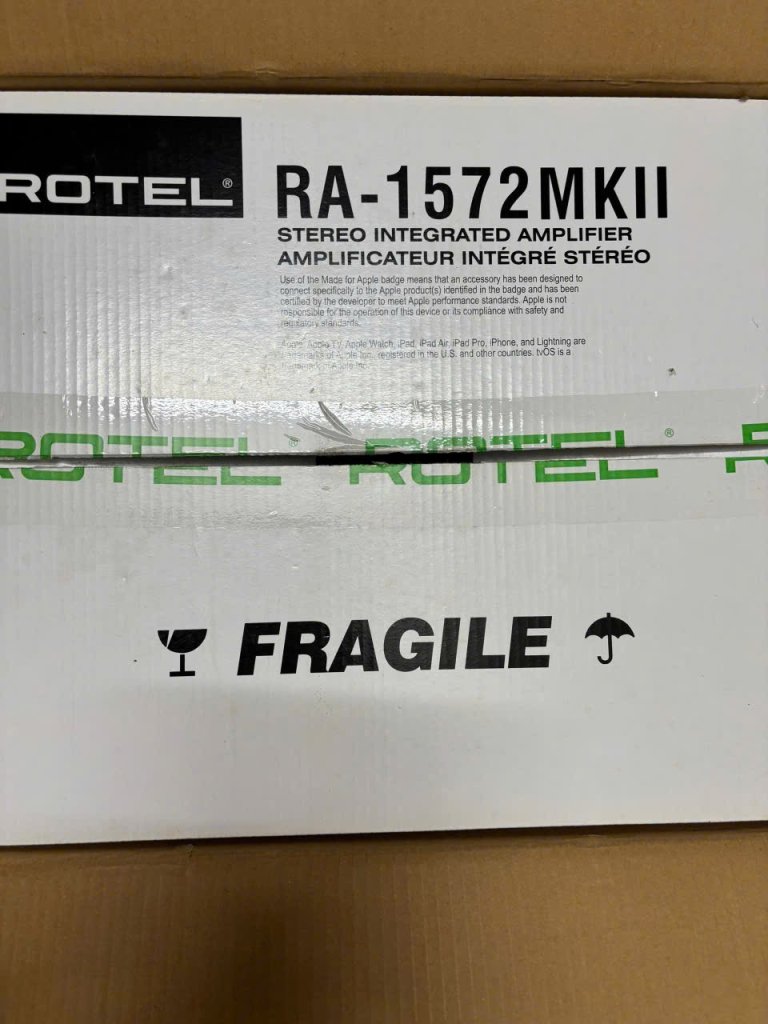 ROTEL®
RA-1572MKII
STEREO INTEGRATED AMPLIFIER
AMPLIFICATEUR INTÉGRÉ STÉRÉO
Use of the Made for Apple badge means that an accessory has been designed to
connect specifically to the Apple product(s) identified in the badge and has been
certified by the developer to meet Apple performance standards. Apple is not
responsible for the operation of this device or its compliance with safety and
regulatory standards.
Apple, Apple TV, Apple Watch, iPad, iPad Air, iPad Pro, iPhone, and Lightning are
trademarks of Apple Inc., registered in the U.S. and other countries. tvOS is a
trademark of Apple Inc.
ROTEL® ROTEL® R
FRAGILE